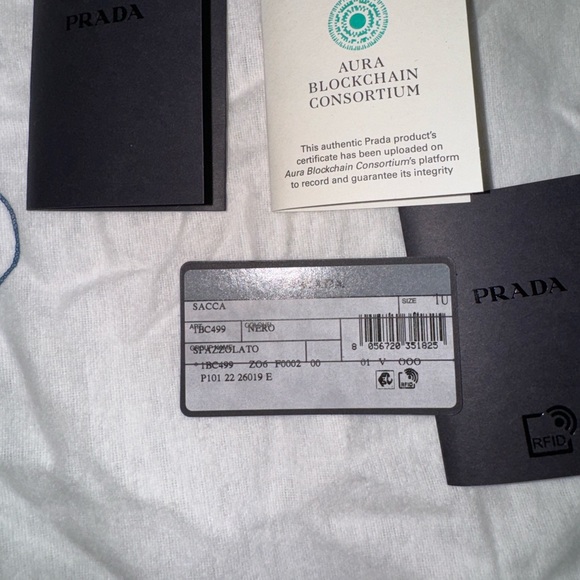 PRADA
AURA
BLOCKCHAIN
CONSORTIUM
This authentic Prada product's
certificate has been uploaded on
Aura Blockchain Consortium's platform
to record and guarantee its integrity
PRADA
SACCA
SIZE 1U
1BC499 NERO
SPAZZOLATO
8 056720 351825
*1BC499 ZO6 F0002 00 01 V OOO
P101 22 26019 E
RFID
PRADA
RFID